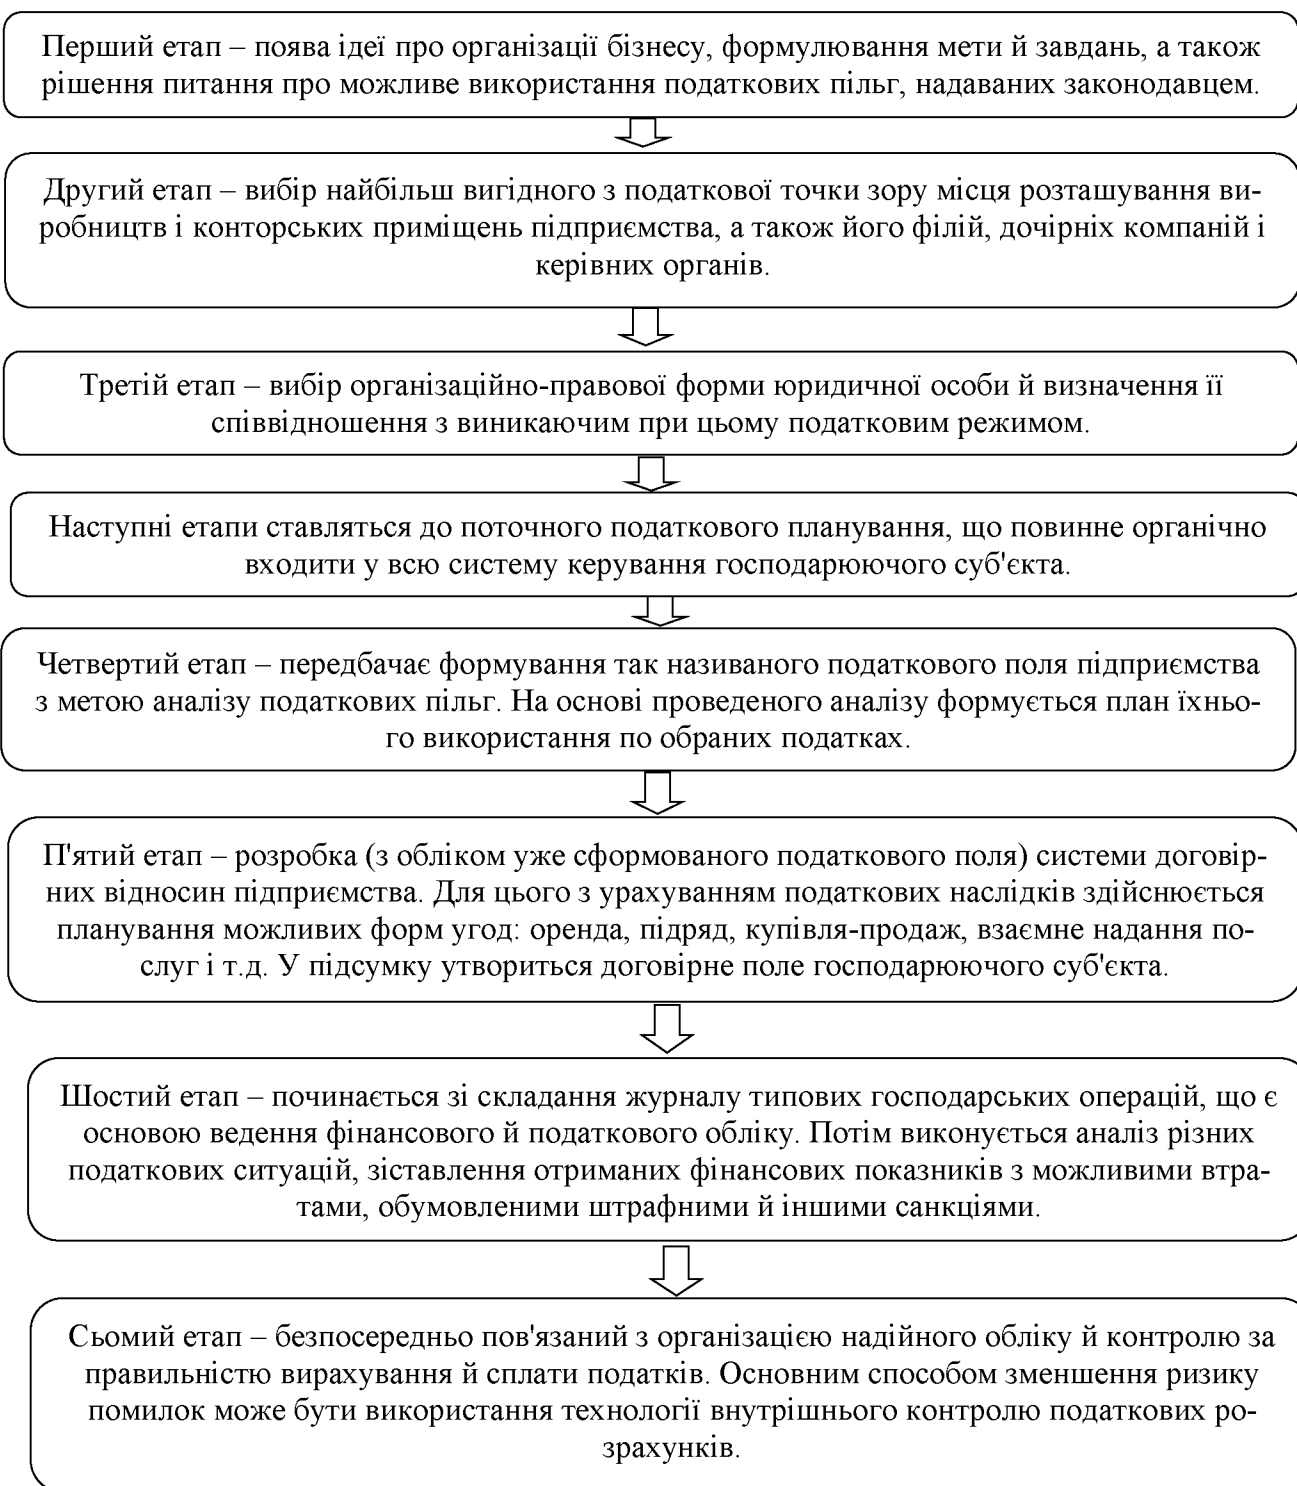 Перший етап – поява ідеї про організації бізнесу, формулювання мети й завдань, а також
рішення питання про можливе використання податкових пільг, надаваних законодавцем.
Другий етап – вибір найбільш вигідного з податкової точки зору місця розташування ви-
робництв і конторських приміщень підприємства, а також його філій, дочірніх компаній і
керівних органів.
Третій етап – вибір організаційно-правової форми юридичної особи й визначення її
співвідношення з виникаючим при цьому податковим режимом.
Наступні етапи ставляться до поточного податкового планування, що повинне органічно
входити у всю систему керування господарюючого суб'єкта.
Четвертий етап – передбачає формування так називаного податкового поля підприємства
з метою аналізу податкових пільг. На основі проведеного аналізу формується план їхньо-
го використання по обраних податках.
П'ятий етап – розробка (з обліком уже сформованого податкового поля) системи договір-
них відносин підприємства. Для цього з урахуванням податкових наслідків здійснюється
планування можливих форм угод: оренда, підряд, купівля-продаж, взаємне надання по-
слуг і т.д. У підсумку утвориться договірне поле господарюючого суб'єкта.
Шостий етап – починається зі складання журналу типових господарських операцій, що є
основою ведення фінансового й податкового обліку. Потім виконується аналіз різних
податкових ситуацій, зіставлення отриманих фінансових показників з можливими втра-
тами, обумовленими штрафними й іншими санкціями.
Сьомий етап – безпосередньо пов'язаний з організацією надійного обліку й контролю за
правильністю вирахування й сплати податків. Основним способом зменшення ризику
помилок може бути використання технології внутрішнього контролю податкових ро-
зрахунків.